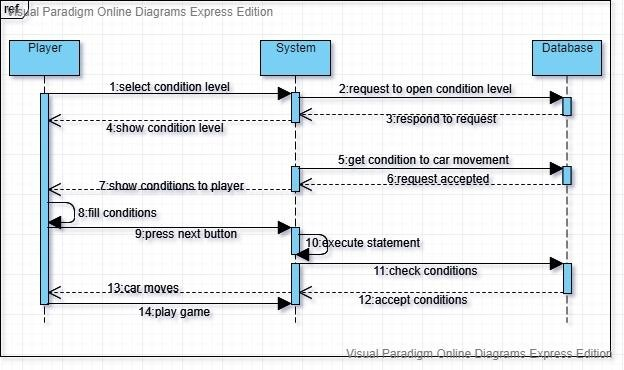 ref
Visual Paradigm Online Diagrams Express Edition
Player
System
Database
1:select condition level
2:request to open condition level
3:respond to request
4:show condition level
5:get condition to car movement
6:request accepted
7:show conditions to player
8:fill conditions
9:press next button
10:execute statement
11:check conditions
13:car moves
12:accept conditions
14:play game
Visual Paradigm Online Diagrams Express Edition